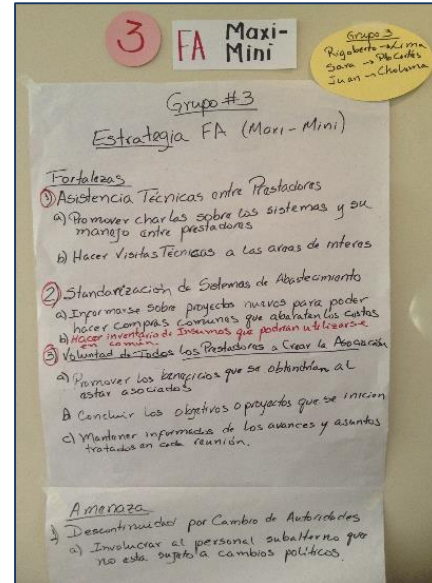 3
FA
Maxi-
Mini
Grupo 3
Rigoberto → Lima
Sara → Pto Cortés
Juan → Choloma
Grupo #3
Estrategia FA (Maxi-Mini)
Fortalezas
1) Asistencia Técnicas entre Prestadores
a) Promover charlas sobre los sistemas y su
manejo entre prestadores
b) Hacer Visitas Técnicas a las areas de interes
2) Standarización de Sistemas de Abastecimiento
a) Informarse sobre proyectos nuevos para poder
hacer compras comunes que abaraten los costos
b) Hacer inventario de Insumos que podrian utilizarse
en común.
3) Voluntad de Todos los Prestadores a Crear la Asociación
a) Promover los beneficios que se obtendrian al
estar asociados
B Concluir los objetivos o proyectos que se inicien
c) Mantener informados de los avances y asuntos
tratados en cada reunión.
Amenaza
1) Descontinuidad por Cambio de Autoridades
a) Involucrar al personal subalterno que
no esta sujeto a cambios políticos.